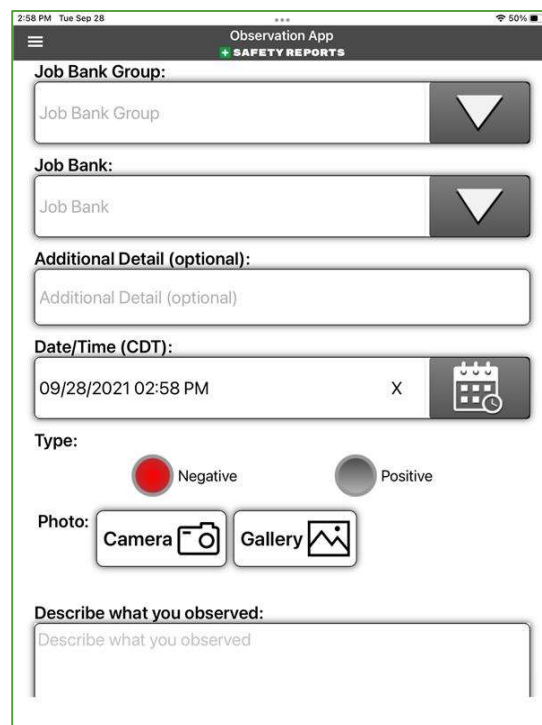 2:58 PM Tue Sep 28
50%
Observation App
SAFETY REPORTS
Job Bank Group:
Job Bank Group
Job Bank:
Job Bank
Additional Detail (optional):
Additional Detail (optional)
Date/Time (CDT):
09/28/2021 02:58 PM X
Type:
Negative Positive
Photo: Camera Gallery
Describe what you observed:
Describe what you observed